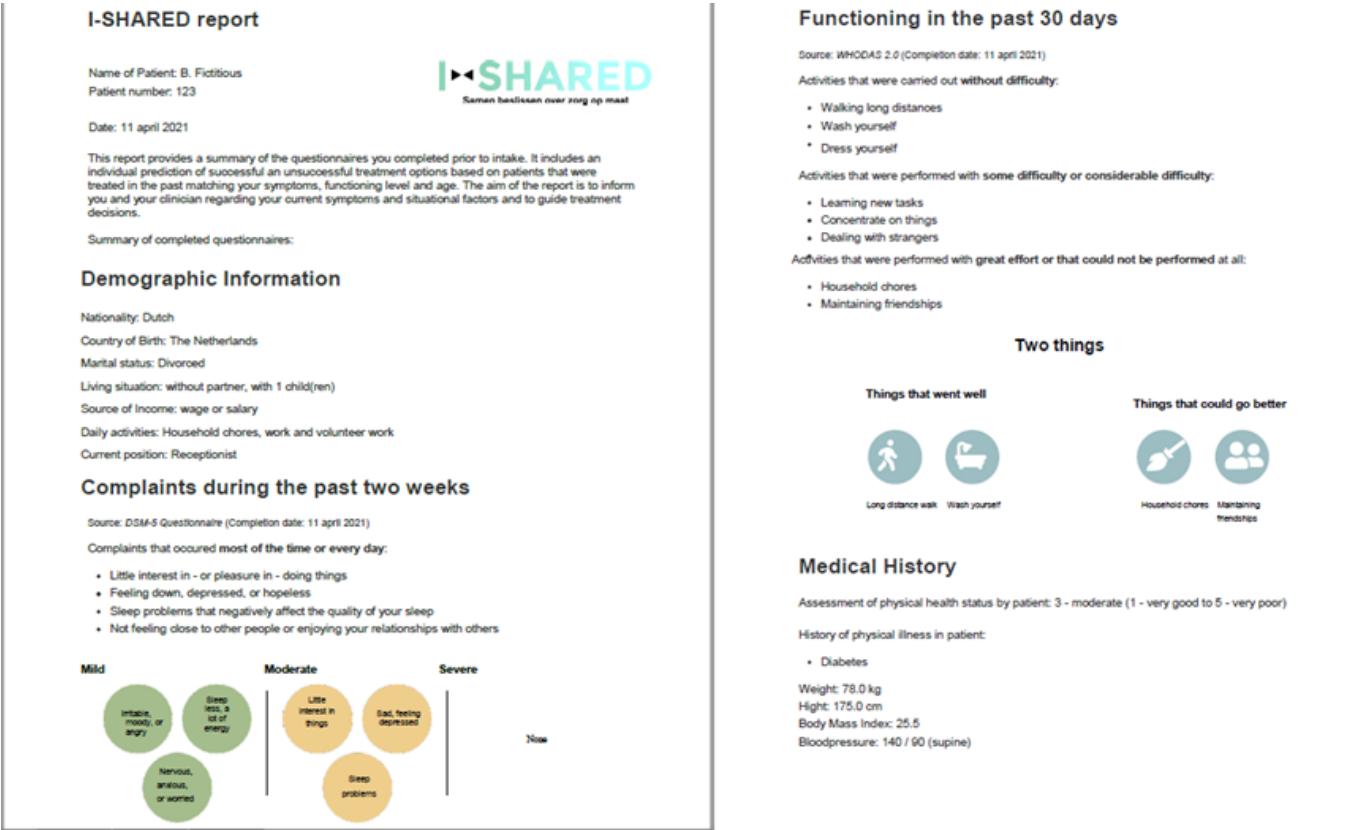 I-SHARED report
Name of Patient: B. Fictitious
Patient number: 123
I SHARED
Samen beslissen over zorg op maat
Date: 11 april 2021
This report provides a summary of the questionnaires you completed prior to intake. It includes an
individual prediction of successful an unsuccessful treatment options based on patients that were
treated in the past matching your symptoms, functioning level and age. The aim of the report is to inform
you and your clinician regarding your current symptoms and situational factors and to guide treatment
decisions.
Summary of completed questionnaires:
Demographic Information
Nationality: Dutch
Country of Birth: The Netherlands
Marital status: Divorced
Living situation: without partner, with 1 child(ren)
Source of Income: wage or salary
Daily activities: Household chores, work and volunteer work
Current position: Receptionist
Complaints during the past two weeks
Source: DSM-5 Questionnaire (Completion date: 11 april 2021)
Complaints that occured most of the time or every day:
• Little interest in - or pleasure in - doing things
• Feeling down, depressed, or hopeless
• Sleep problems that negatively affect the quality of your sleep
• Not feeling close to other people or enjoying your relationships with others
Mild
Irritable,
moody, or
angry
Sleep
less, a
lot of
energy
Nervous,
anxious,
or worried
Moderate
Little
interest in
things
Sad, feeling
depressed
Sleep
problems
Severe
None
Functioning in the past 30 days
Source: WHODAS 2.0 (Completion date: 11 april 2021)
Activities that were carried out without difficulty:
• Walking long distances
• Wash yourself
• Dress yourself
Activities that were performed with some difficulty or considerable difficulty:
• Learning new tasks
• Concentrate on things
• Dealing with strangers
Activities that were performed with great effort or that could not be performed at all:
• Household chores
• Maintaining friendships
Two things
Things that went well
Long distance walk
Wash yourself
Things that could go better
Household chores
Maintaining
friendships
Medical History
Assessment of physical health status by patient: 3 - moderate (1 - very good to 5 - very poor)
History of physical illness in patient:
• Diabetes
Weight: 78.0 kg
Hight: 175.0 cm
Body Mass Index: 25.5
Bloodpressure: 140 / 90 (supine)